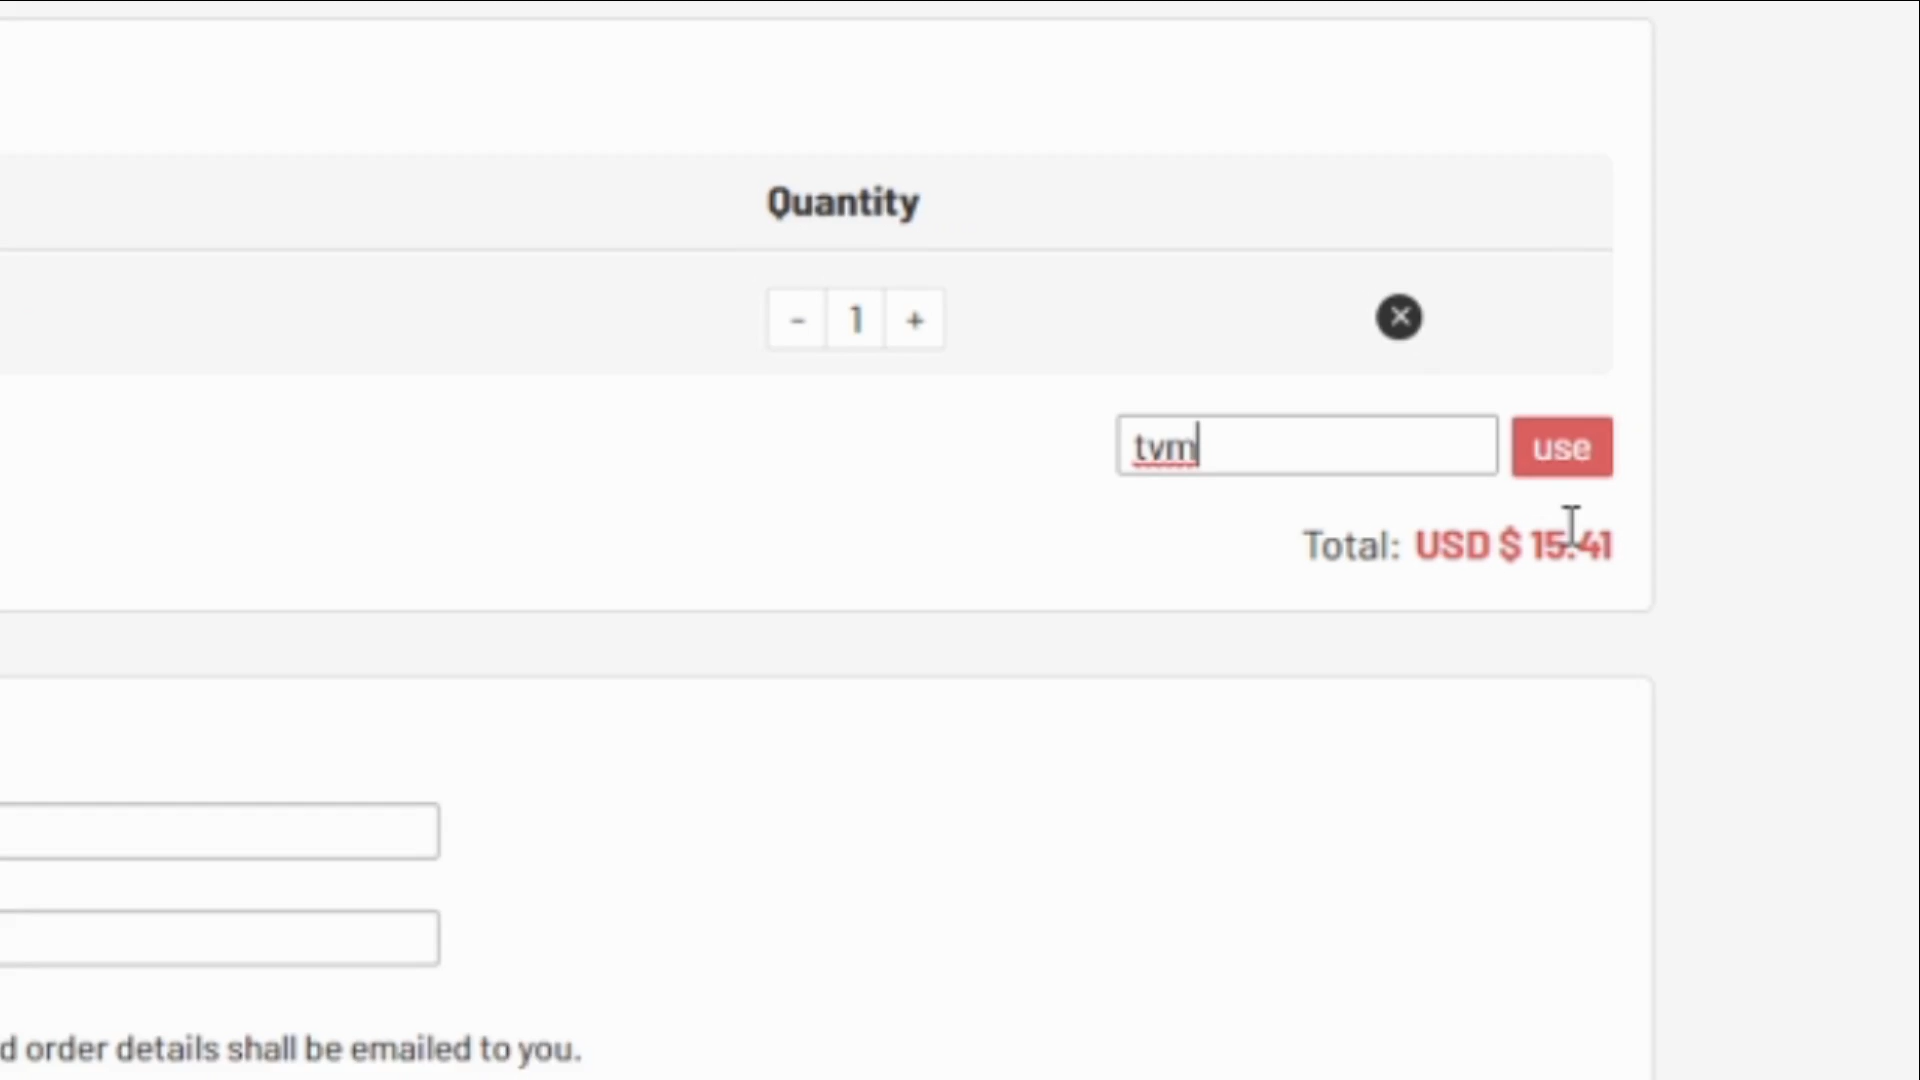 Quantity
- 1 +
tvm
use
Total: USD $ 15.41
d order details shall be emailed to you.